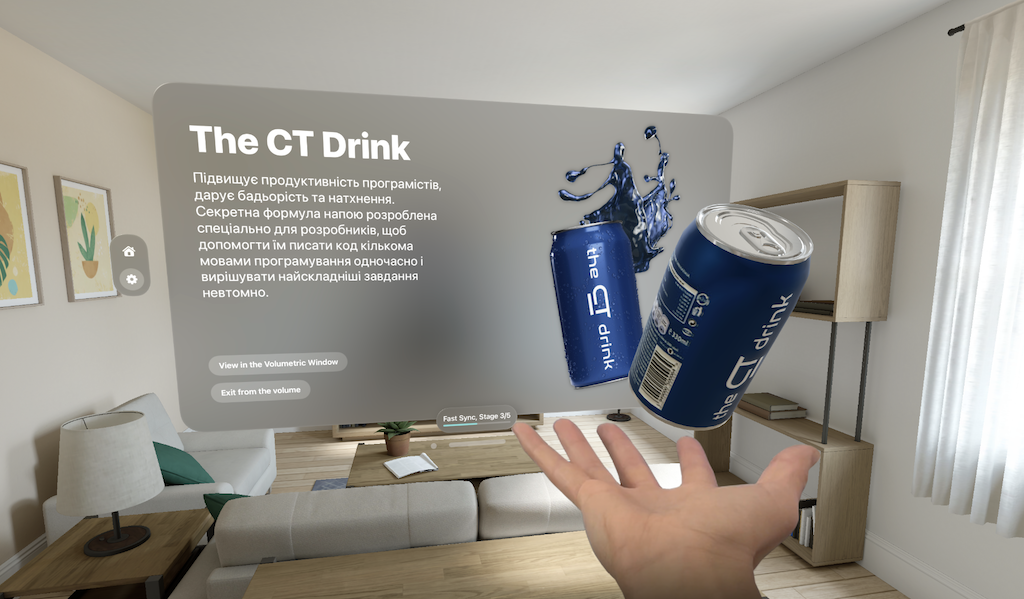 The CT Drink
Підвищує продуктивність програмістів,
дарує бадьорість та натхнення.
Секретна формула напою розроблена
спеціально для розробників, щоб
допомогти їм писати код кількома
мовами програмування одночасно і
вирішувати найскладніші завдання
невтомно.
View in the Volumetric Window
Exit from the volume
Fast Sync, Stage 3/5
the CT drink
the CT drink
330ml